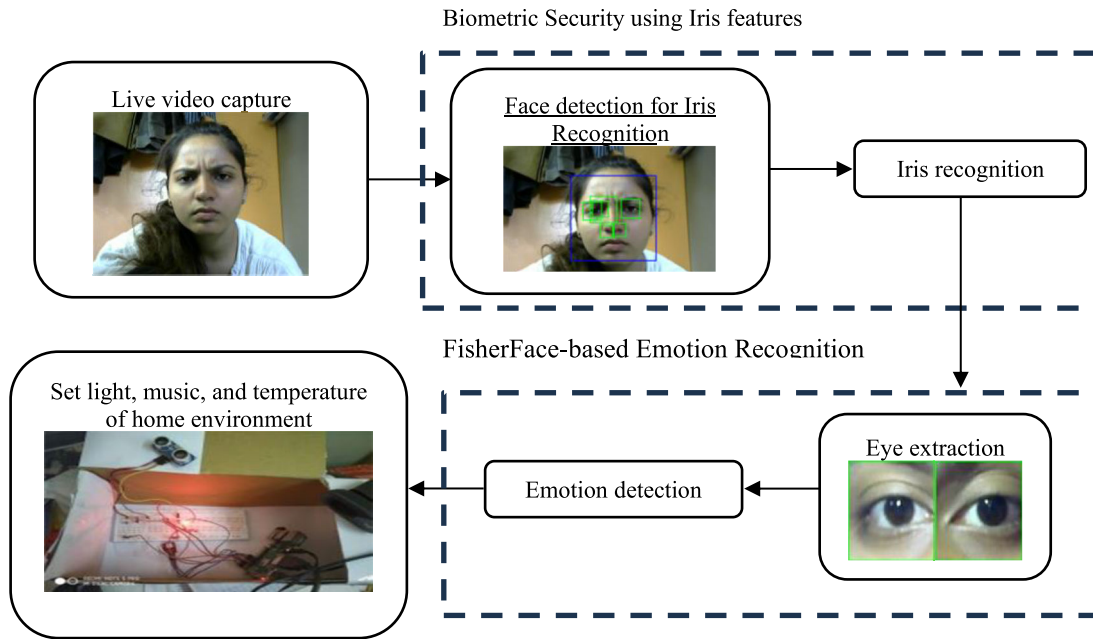 Biometric Security using Iris features
Live video capture
Face detection for Iris
Recognition
Iris recognition
FisherFace-based Emotion Recognition
Set light, music, and temperature
of home environment
Emotion detection
Eye extraction